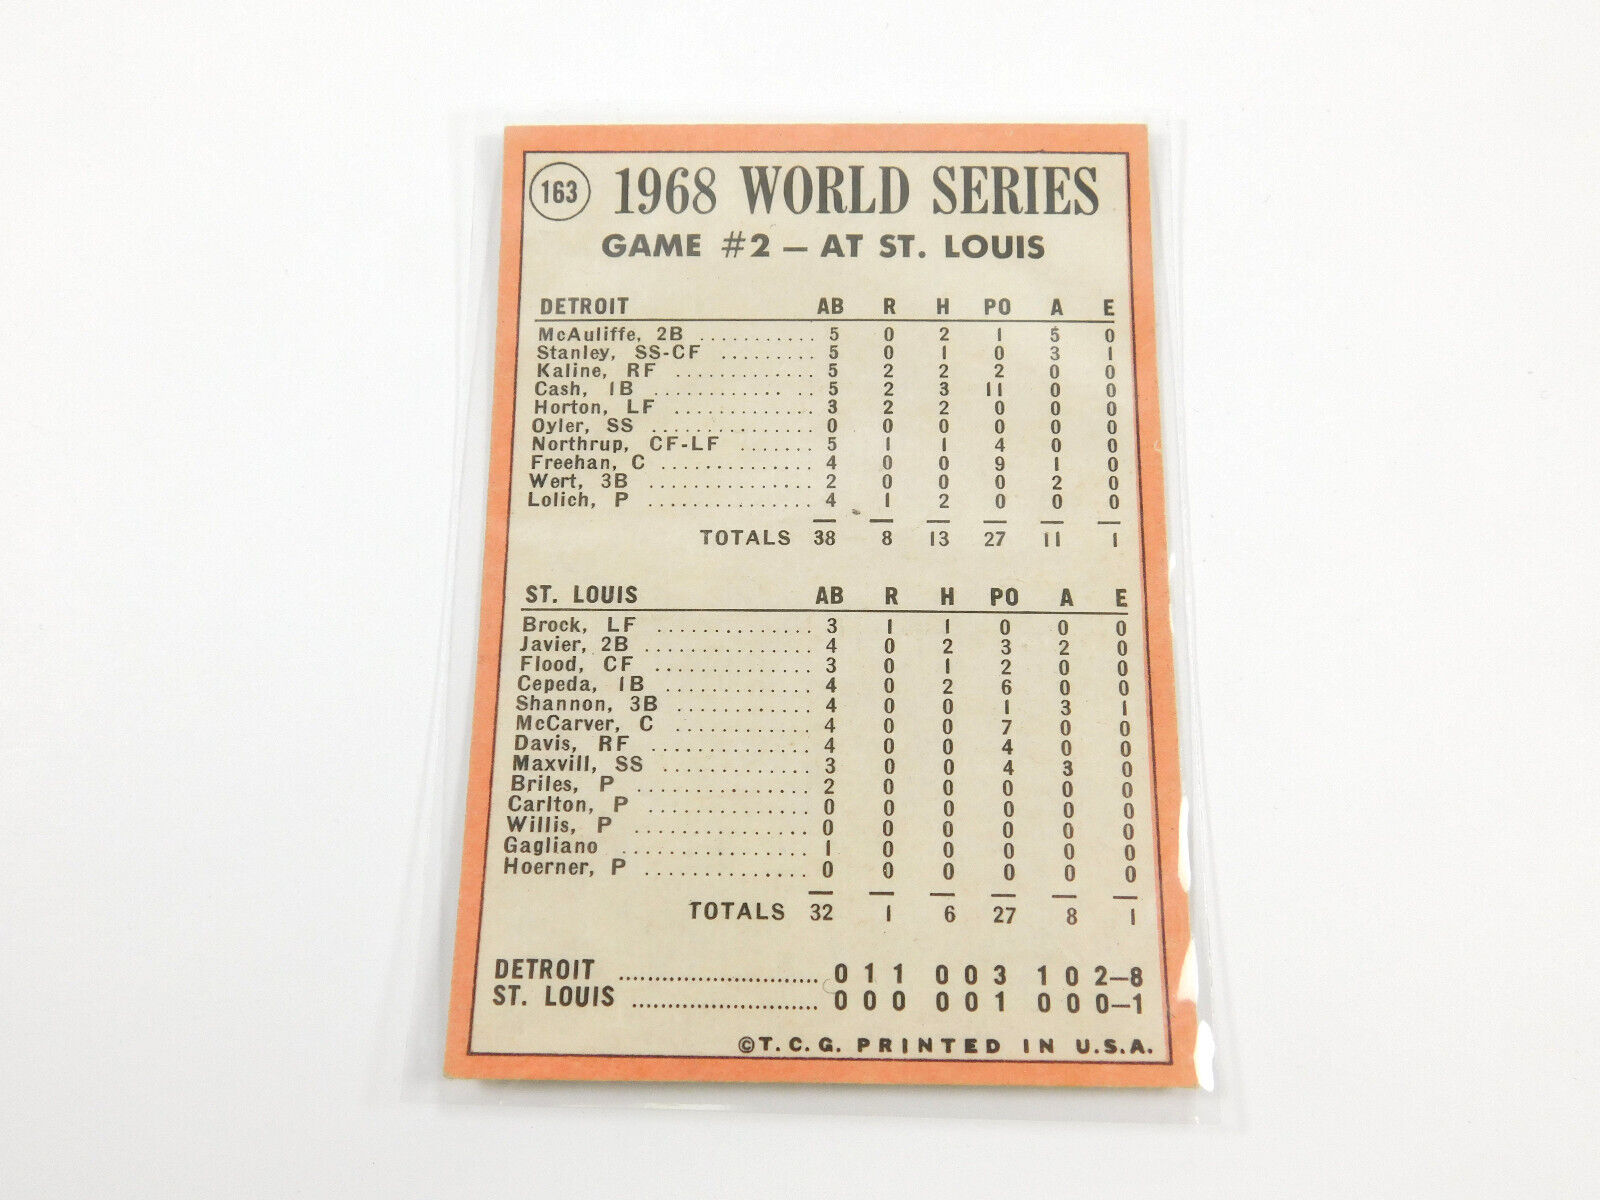 163 1968 WORLD SERIES
GAME #2 — AT ST. LOUIS
DETROIT AB R H PO A E
McAuliffe, 2B ........... 5 0 2 1 5 0
Stanley, SS-CF ......... 5 0 1 0 3 1
Kaline, RF ............. 5 2 2 2 0 0
Cash, 1B ............... 5 2 3 11 0 0
Horton, LF ............. 3 2 2 0 0 0
Oyler, SS ............... 0 0 0 0 0 0
Northrup, CF-LF ....... 5 1 1 4 0 0
Freehan, C .............. 4 0 0 9 1 0
Wert, 3B ............... 2 0 0 0 2 0
Lolich, P ............... 4 1 2 0 0 0
TOTALS 38 8 13 27 11 1
ST. LOUIS AB R H PO A E
Brock, LF .............. 3 1 1 0 0 0
Javier, 2B .............. 4 0 2 3 2 0
Flood, CF .............. 3 0 1 2 0 0
Cepeda, 1B ............. 4 0 2 6 0 0
Shannon, 3B ............ 4 0 0 1 3 1
McCarver, C ............ 4 0 0 7 0 0
Davis, RF .............. 4 0 0 4 0 0
Maxvill, SS ............. 3 0 0 4 3 0
Briles, P ............... 2 0 0 0 0 0
Carlton, P .............. 0 0 0 0 0 0
Willis, P ............... 0 0 0 0 0 0
Gagliano ................ 1 0 0 0 0 0
Hoerner, P .............. 0 0 0 0 0 0
TOTALS 32 1 6 27 8 1
DETROIT ............................ 0 1 1 0 0 3 1 0 2—8
ST. LOUIS .......................... 0 0 0 0 0 1 0 0 0—1
©T.C.G. PRINTED IN U.S.A.